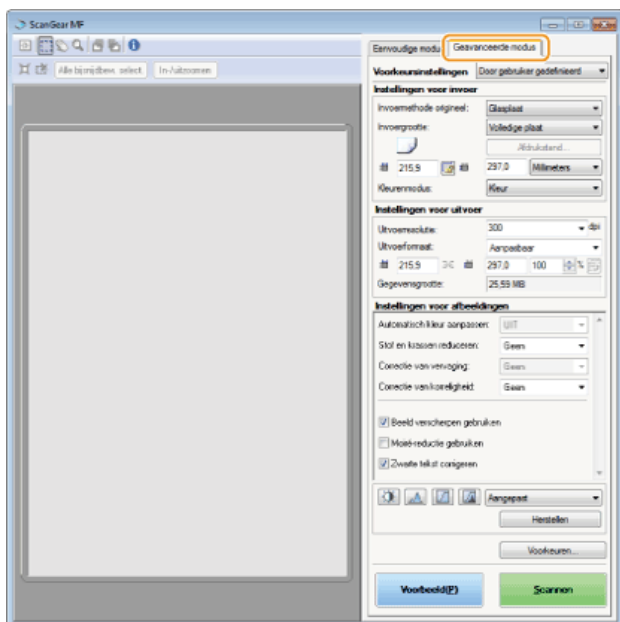 ScanGear MF
Eenvoudige modus
Geavanceerde modus
Alle bijsnijdbew. select.
In-/uitzoomen
Voorkeursinstellingen Door gebruiker gedefinieerd
Instellingen voor invoer
Invoermethode origineel: Glasplaat
Invoergrootte: Volledige plaat
Afdrukstand...
215,9 297,0 Millimeters
Kleurenmodus: Kleur
Instellingen voor uitvoer
Uitvoerresolutie: 300 dpi
Uitvoerformaat: Aanpasbaar
215,9 297,0 100 %
Gegevensgrootte: 25,59 MB
Instellingen voor afbeeldingen
Automatisch kleur aanpassen: UIT
Stof en krassen reduceren: Geen
Correctie van vervaging: Geen
Correctie van korreligheid: Geen
Beeld verscherpen gebruiken
Moiré-reductie gebruiken
Zwarte tekst corrigeren
Aangepast
Herstellen
Voorkeuren...
Voorbeeld(P)
Scannen